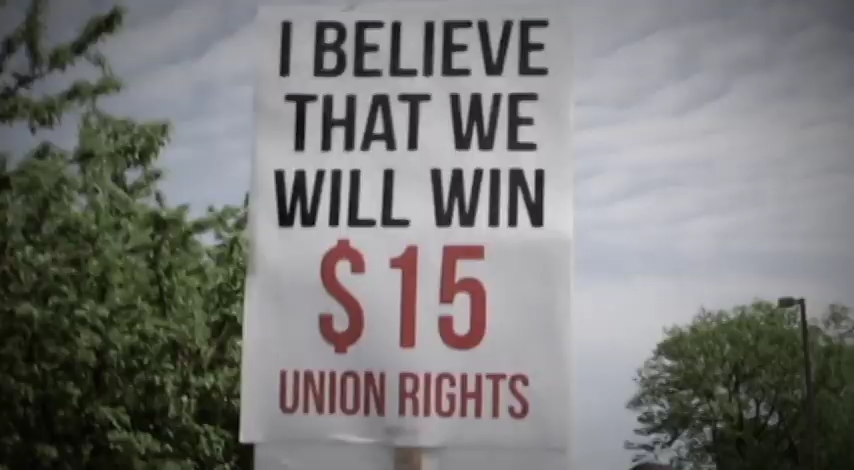 I BELIEVE
THAT WE
WILL WIN
$15
UNION RIGHTS